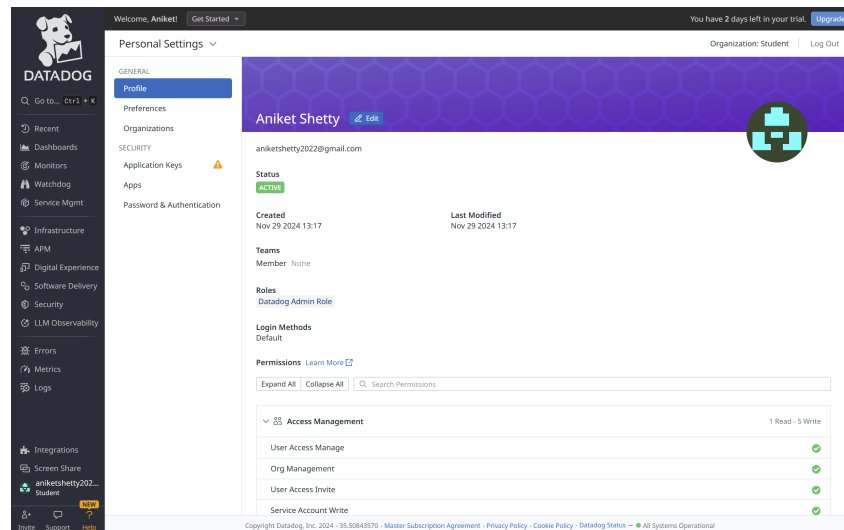 DATADOG
Go to... Ctrl + K
Recent
Dashboards
Monitors
Watchdog
Service Mgmt
Infrastructure
APM
Digital Experience
Software Delivery
Security
LLM Observability
Errors
Metrics
Logs
Integrations
Screen Share
aniketshetty202...
Student
NEW
Invite Support Help
Welcome, Aniket! Get Started
You have 2 days left in your trial. Upgrade
Personal Settings
Organization: Student Log Out
GENERAL
Profile
Preferences
Organizations
SECURITY
Application Keys
Apps
Password & Authentication
Aniket Shetty Edit
aniketshetty2022@gmail.com
Status
ACTIVE
Created Last Modified
Nov 29 2024 13:17 Nov 29 2024 13:17
Teams
Member None
Roles
Datadog Admin Role
Login Methods
Default
Permissions Learn More
Expand All Collapse All Search Permissions
Access Management 1 Read - 5 Write
User Access Manage
Org Management
User Access Invite
Service Account Write
Copyright Datadog, Inc. 2024 - 35.50843570 - Master Subscription Agreement - Privacy Policy - Cookie Policy - Datadog Status – All Systems Operational